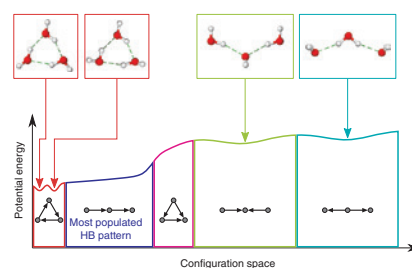 Potential energy
Most populated
HB pattern
Configuration space